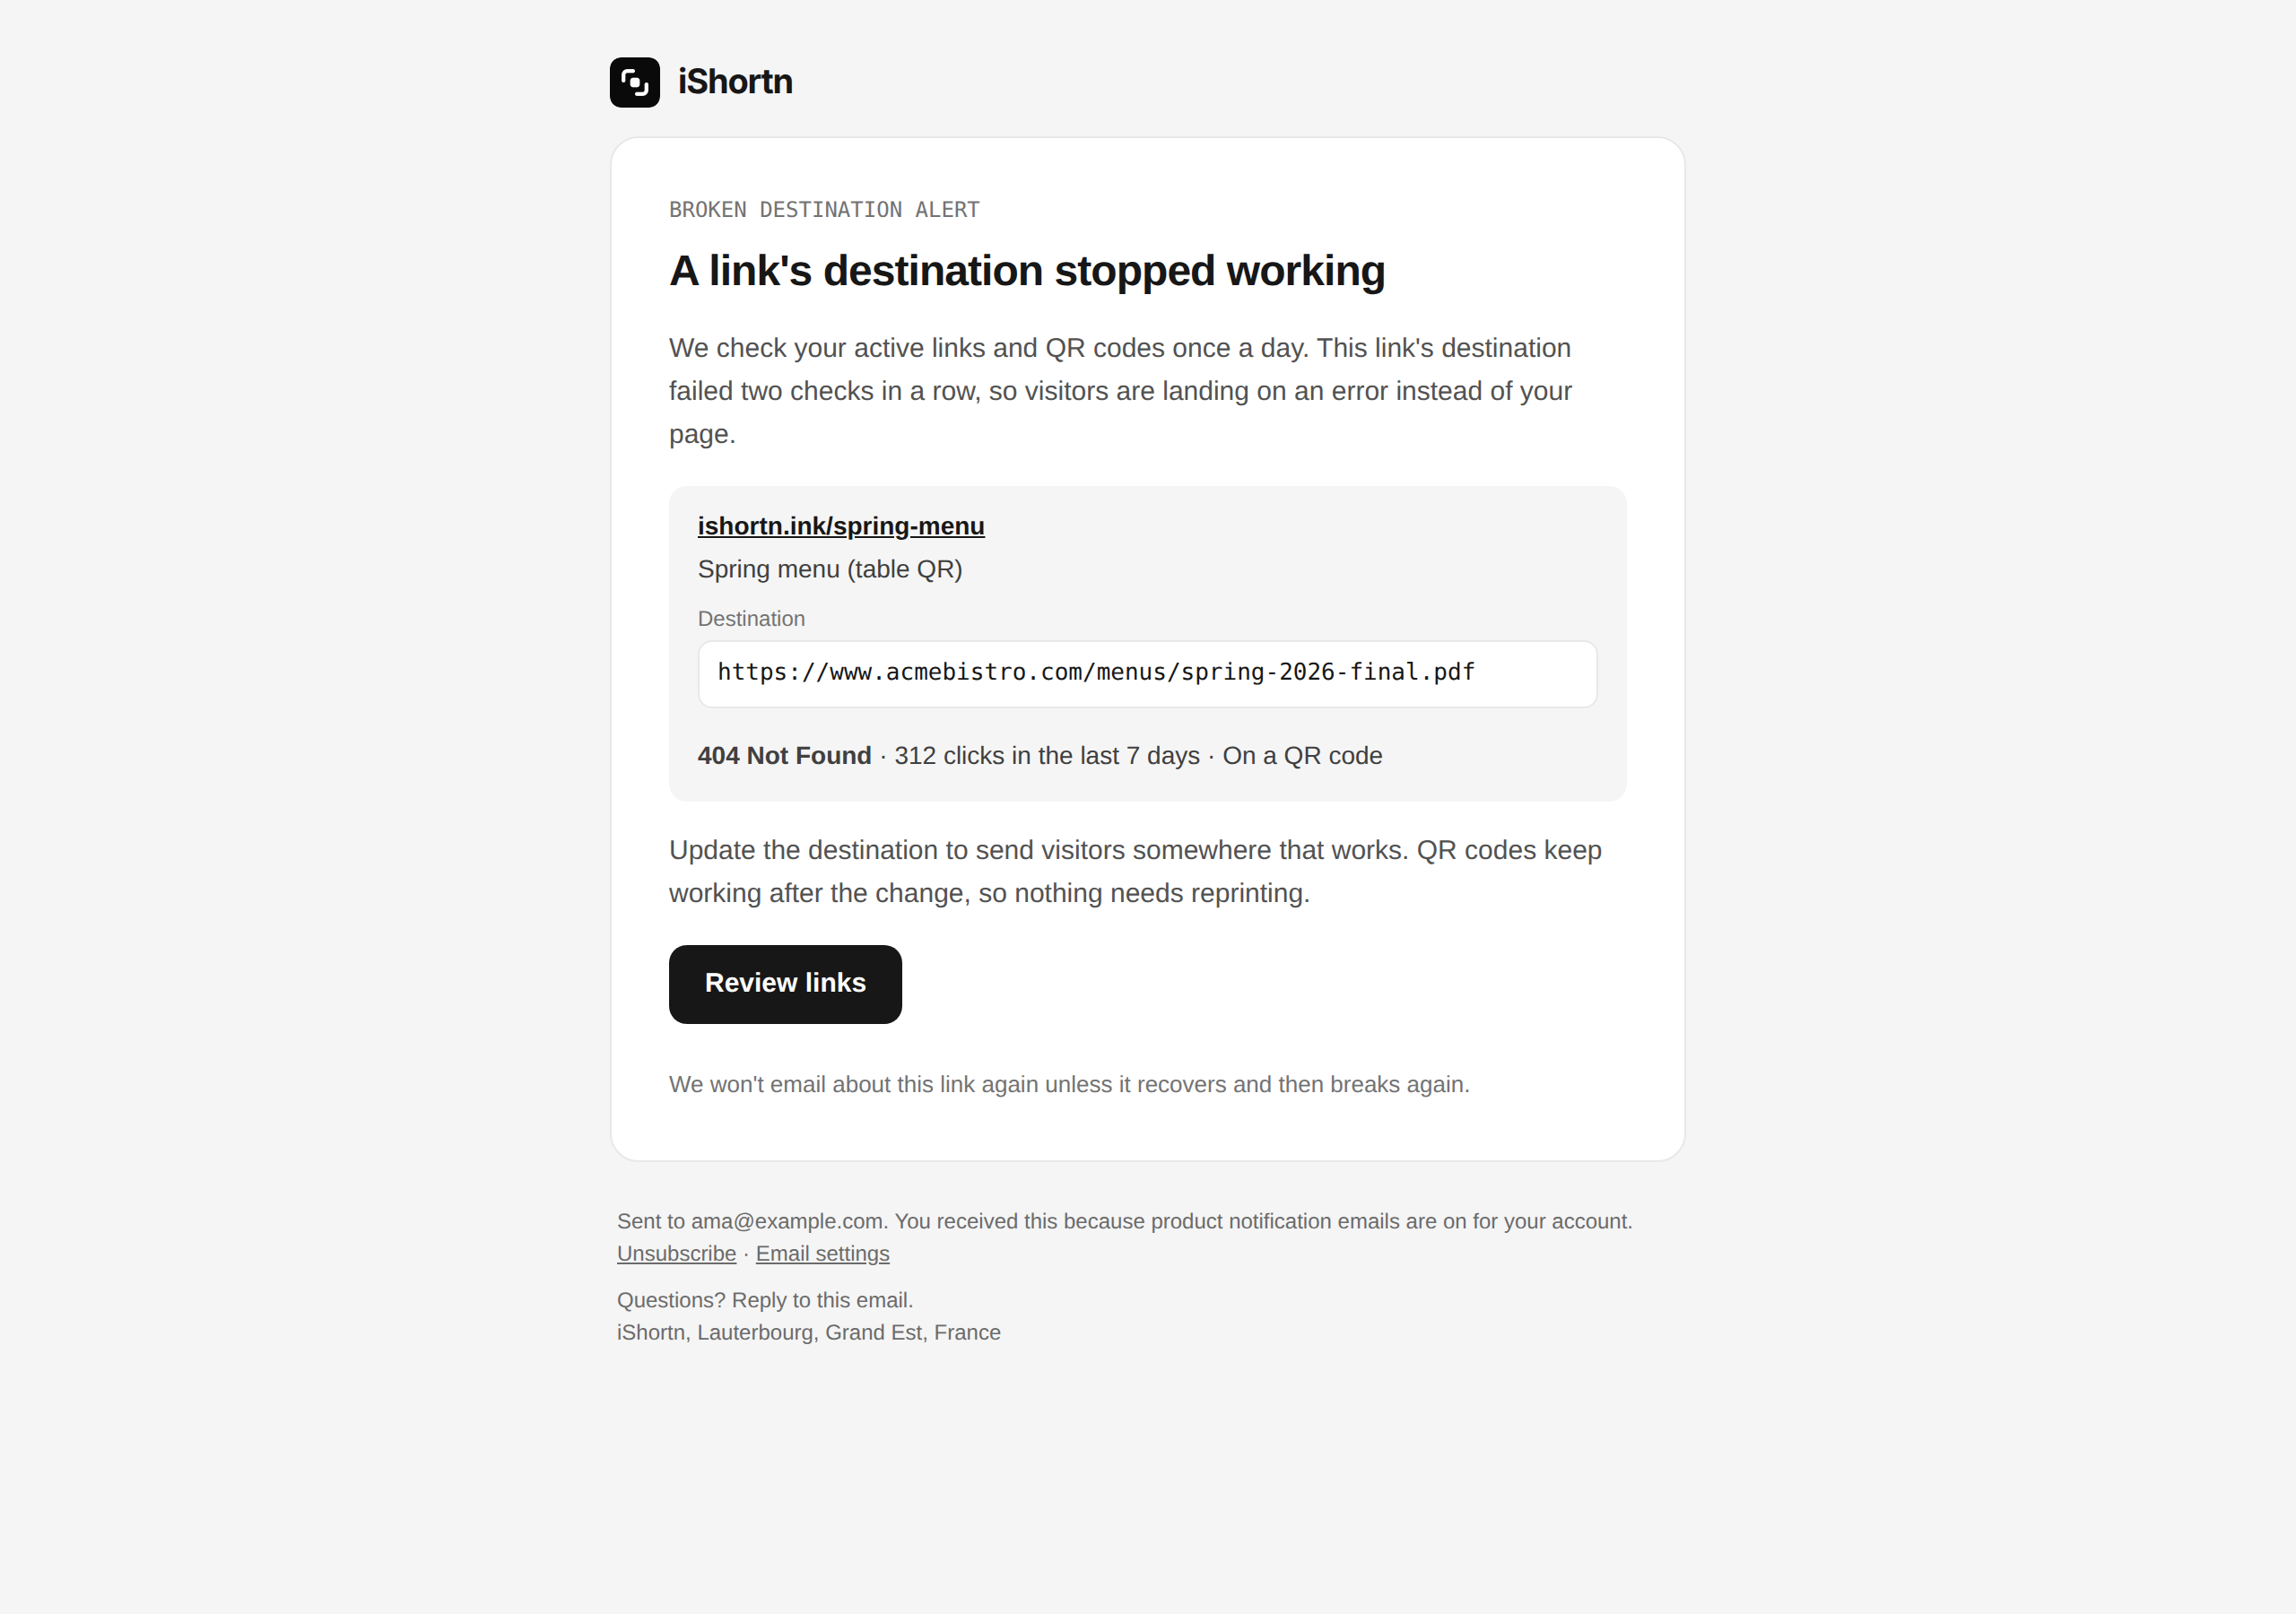 iShortn
BROKEN DESTINATION ALERT
A link's destination stopped working
We check your active links and QR codes once a day. This link's destination
failed two checks in a row, so visitors are landing on an error instead of your
page.
ishortn.ink/spring-menu
Spring menu (table QR)
Destination
https://www.acmebistro.com/menus/spring-2026-final.pdf
404 Not Found · 312 clicks in the last 7 days · On a QR code
Update the destination to send visitors somewhere that works. QR codes keep
working after the change, so nothing needs reprinting.
Review links
We won't email about this link again unless it recovers and then breaks again.
Sent to ama@example.com. You received this because product notification emails are on for your account.
Unsubscribe · Email settings
Questions? Reply to this email.
iShortn, Lauterbourg, Grand Est, France